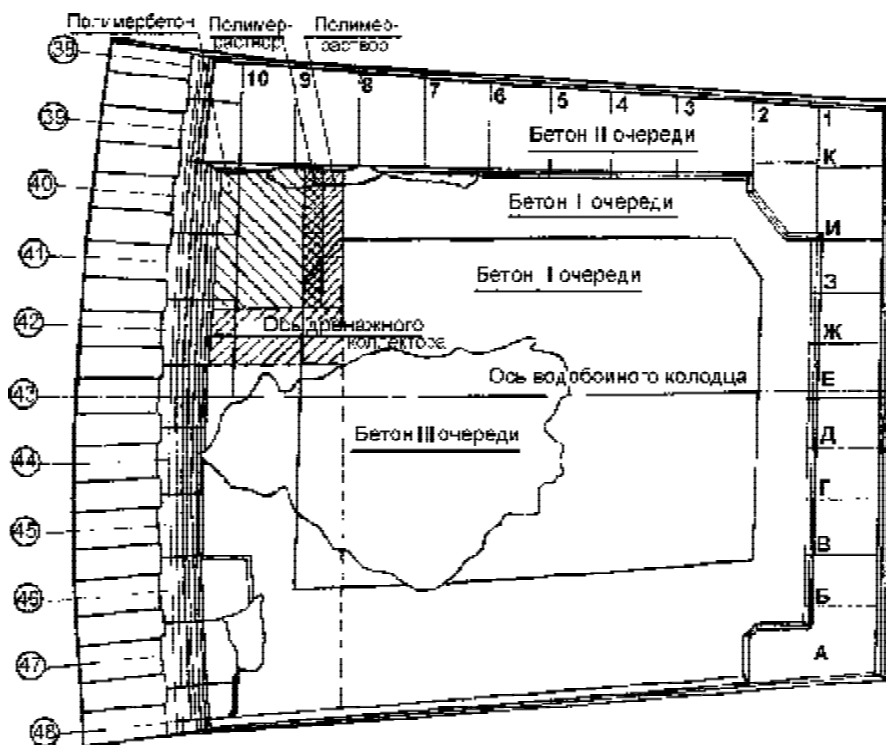 Полимербетон
Полимер-
раствор
Полимер-
раствор
38
39
40
41
42
43
44
45
46
47
48
10
9
8
7
6
5
4
3
2
1
Бетон II очереди
К
Бетон I очереди
И
Бетон I очереди
З
Ось дренажного
коллектора
Ж
Ось водобойного колодца
Е
Бетон III очереди
Д
Г
В
Б
А